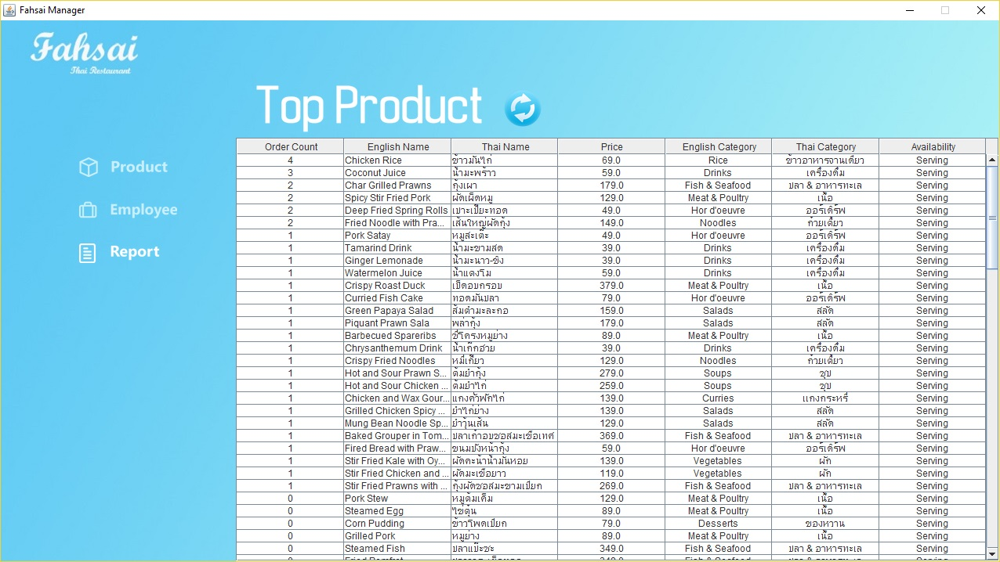 Fahsai Manager
Fahsai
Thai Restaurant
Top Product
Product
Employee
Report
Order Count English Name Thai Name Price English Category Thai Category Availability
4 Chicken Rice ข้าวมันไก่ 69.0 Rice ข้าวอาหารจานเดียว Serving
3 Coconut Juice น้ำมะพร้าว 59.0 Drinks เครื่องดื่ม Serving
2 Char Grilled Prawns กุ้งเผา 179.0 Fish & Seafood ปลา & อาหารทะเล Serving
2 Spicy Stir Fried Pork ผัดเผ็ดหมู 129.0 Meat & Poultry เนื้อ Serving
2 Deep Fried Spring Rolls เปาะเปี๊ยะทอด 49.0 Hor d'oeuvre ออร์เดิร์ฟ Serving
2 Fried Noodle with Pra... เส้นใหญ่ผัดกุ้ง 149.0 Noodles ก๋วยเตี๋ยว Serving
1 Pork Satay หมูสะเต๊ะ 49.0 Hor d'oeuvre ออร์เดิร์ฟ Serving
1 Tamarind Drink น้ำมะขามสด 39.0 Drinks เครื่องดื่ม Serving
1 Ginger Lemonade น้ำมะนาว-ขิง 39.0 Drinks เครื่องดื่ม Serving
1 Watermelon Juice น้ำแตงโม 59.0 Drinks เครื่องดื่ม Serving
1 Crispy Roast Duck เป็ดอบกรอบ 379.0 Meat & Poultry เนื้อ Serving
1 Curried Fish Cake ทอดมันปลา 79.0 Hor d'oeuvre ออร์เดิร์ฟ Serving
1 Green Papaya Salad ส้มตำมะละกอ 159.0 Salads สลัด Serving
1 Piquant Prawn Sala พล่ากุ้ง 179.0 Salads สลัด Serving
1 Barbecued Spareribs ซี่โครงหมูย่าง 89.0 Meat & Poultry เนื้อ Serving
1 Chrysanthemum Drink น้ำเก๊กฮวย 39.0 Drinks เครื่องดื่ม Serving
1 Crispy Fried Noodles หมี่เกี๊ยว 129.0 Noodles ก๋วยเตี๋ยว Serving
1 Hot and Sour Prawn S... ต้มยำกุ้ง 279.0 Soups ซุป Serving
1 Hot and Sour Chicken ... ต้มยำไก่ 259.0 Soups ซุป Serving
1 Chicken and Wax Gour... แกงคั่วฟักไก่ 139.0 Curries แกงกระหรี่ Serving
1 Grilled Chicken Spicy ... ยำไก่ย่าง 139.0 Salads สลัด Serving
1 Mung Bean Noodle Sp... ยำวุ้นเส้น 129.0 Salads สลัด Serving
1 Baked Grouper in Tom... ปลาเก๋าอบซอสมะเขือเทศ 369.0 Fish & Seafood ปลา & อาหารทะเล Serving
1 Fired Bread with Praw... ขนมปังหน้ากุ้ง 59.0 Hor d'oeuvre ออร์เดิร์ฟ Serving
1 Stir Fried Kale with Oy... ผัดคะน้าน้ำมันหอย 139.0 Vegetables ผัก Serving
1 Stir Fried Chicken and ... ผัดมะเขือยาว 119.0 Vegetables ผัก Serving
1 Stir Fried Prawns with ... กุ้งผัดซอสมะขามเปียก 269.0 Fish & Seafood ปลา & อาหารทะเล Serving
0 Pork Stew หมูต้มเค็ม 129.0 Meat & Poultry เนื้อ Serving
0 Steamed Egg ไข่ตุ๋น 89.0 Meat & Poultry เนื้อ Serving
0 Corn Pudding ข้าวโพดเปียก 79.0 Desserts ของหวาน Serving
0 Grilled Pork หมูย่าง 89.0 Meat & Poultry เนื้อ Serving
0 Steamed Fish ปลาแป๊ะซะ 349.0 Fish & Seafood ปลา & อาหารทะเล Serving